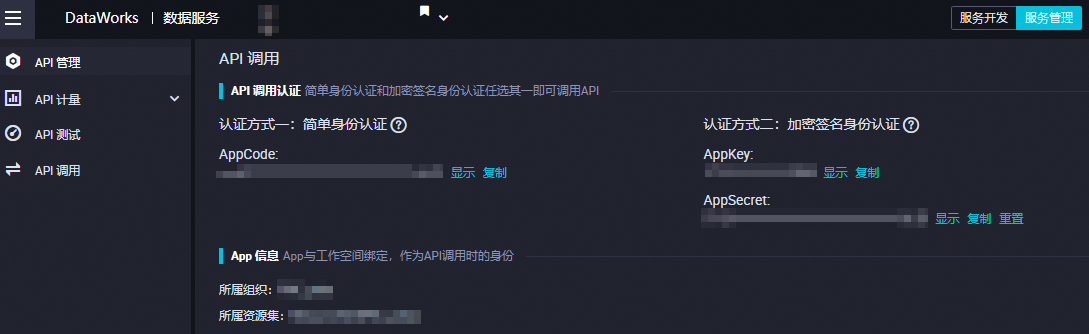 DataWorks | 数据服务
服务开发 服务管理
API 管理
API 计量
API 测试
API 调用
API 调用
API 调用认证 简单身份认证和加密签名身份认证任选其一即可调用API
认证方式一：简单身份认证 ?
AppCode:
显示 复制
认证方式二：加密签名身份认证 ?
AppKey:
显示 复制
AppSecret:
显示 复制 重置
App 信息 App与工作空间绑定，作为API调用时的身份
所属组织：
所属资源集：